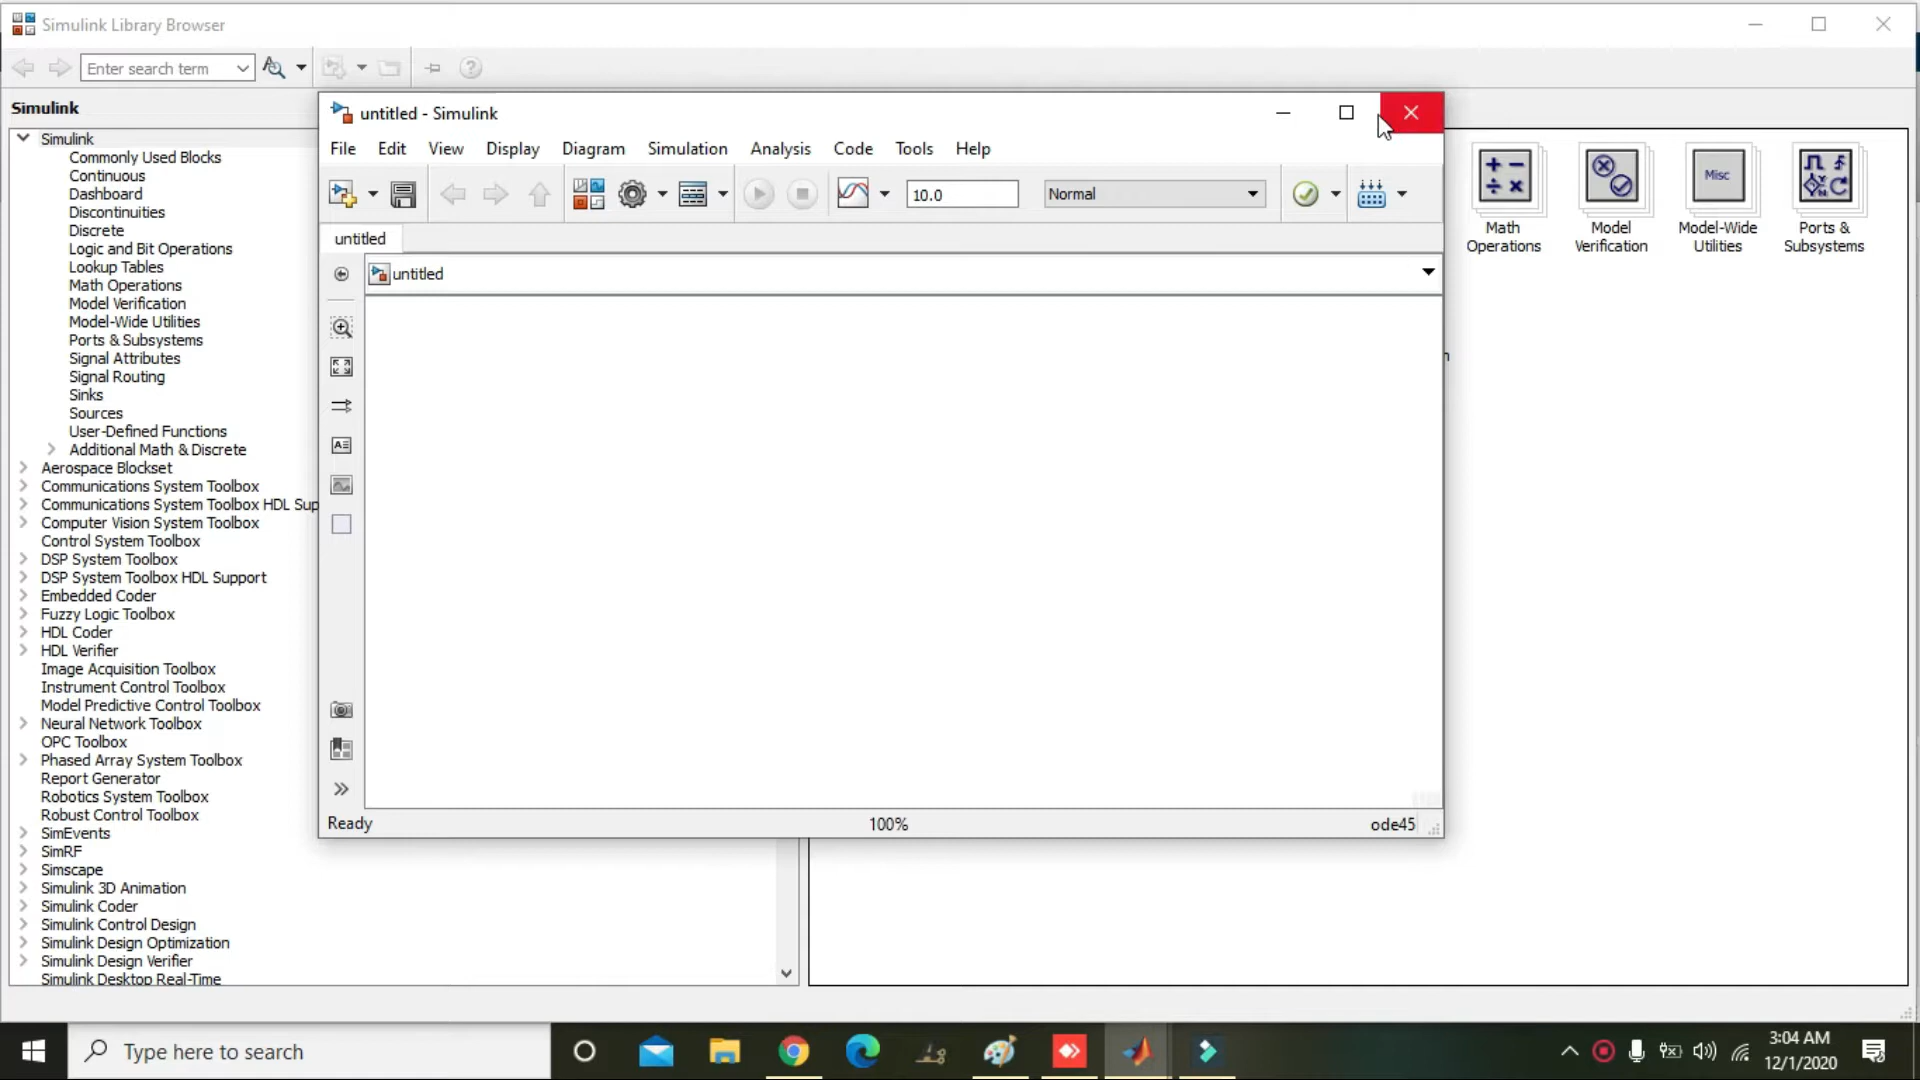 Simulink Library Browser
Enter search term
Simulink
Simulink
Commonly Used Blocks
Continuous
Dashboard
Discontinuities
Discrete
Logic and Bit Operations
Lookup Tables
Math Operations
Model Verification
Model-Wide Utilities
Ports & Subsystems
Signal Attributes
Signal Routing
Sinks
Sources
User-Defined Functions
Additional Math & Discrete
Aerospace Blockset
Communications System Toolbox
Communications System Toolbox HDL Sup
Computer Vision System Toolbox
Control System Toolbox
DSP System Toolbox
DSP System Toolbox HDL Support
Embedded Coder
Fuzzy Logic Toolbox
HDL Coder
HDL Verifier
Image Acquisition Toolbox
Instrument Control Toolbox
Model Predictive Control Toolbox
Neural Network Toolbox
OPC Toolbox
Phased Array System Toolbox
Report Generator
Robotics System Toolbox
Robust Control Toolbox
SimEvents
SimRF
Simscape
Simulink 3D Animation
Simulink Coder
Simulink Control Design
Simulink Design Optimization
Simulink Design Verifier
Simulink Desktop Real-Time
untitled - Simulink
File Edit View Display Diagram Simulation Analysis Code Tools Help
10.0 Normal
untitled
untitled
Ready 100% ode45
Misc
Math Operations
Model Verification
Model-Wide Utilities
Ports & Subsystems
n
Type here to search
3:04 AM
12/1/2020